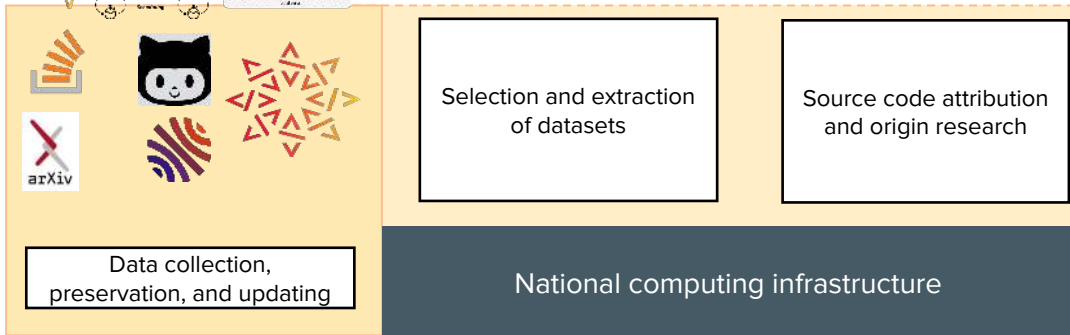 arXiv
Data collection,
preservation, and updating
Selection and extraction
of datasets
Source code attribution
and origin research
National computing infrastructure